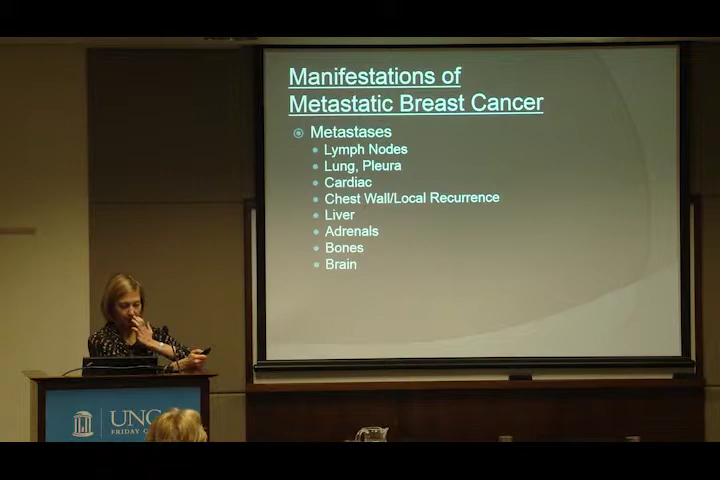 Manifestations of
Metastatic Breast Cancer
Metastases
Lymph Nodes
Lung, Pleura
Cardiac
Chest Wall/Local Recurrence
Liver
Adrenals
Bones
Brain
UNC
FRIDAY